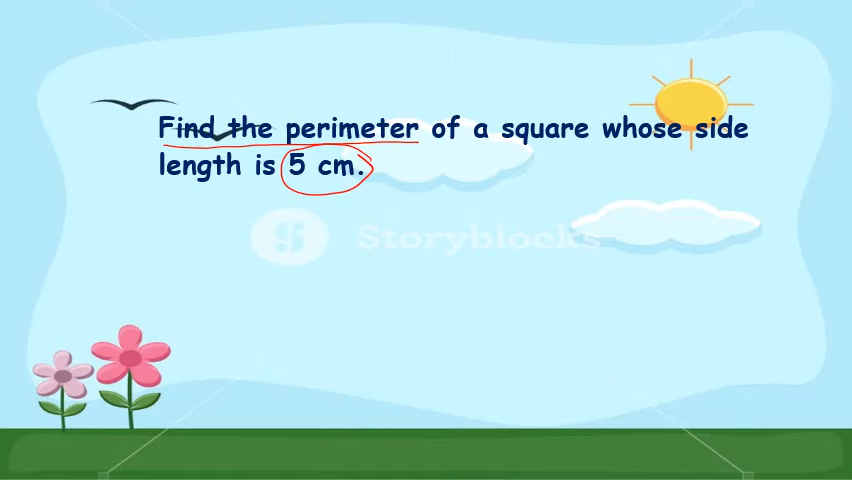 Find the perimeter of a square whose side
length is 5 cm.
Storyblocks